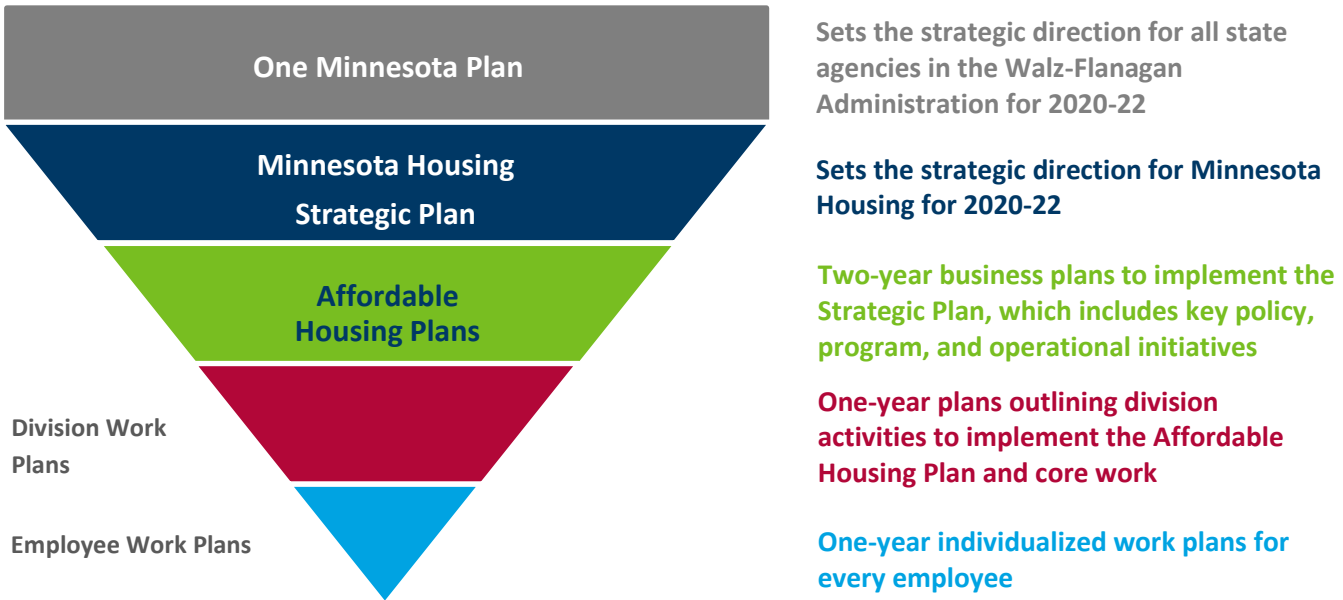 One Minnesota Plan
Sets the strategic direction for all state
agencies in the Walz-Flanagan
Administration for 2020-22
Minnesota Housing
Strategic Plan
Sets the strategic direction for Minnesota
Housing for 2020-22
Affordable
Housing Plans
Two-year business plans to implement the
Strategic Plan, which includes key policy,
program, and operational initiatives
Division Work
Plans
One-year plans outlining division
activities to implement the Affordable
Housing Plan and core work
Employee Work Plans
One-year individualized work plans for
every employee